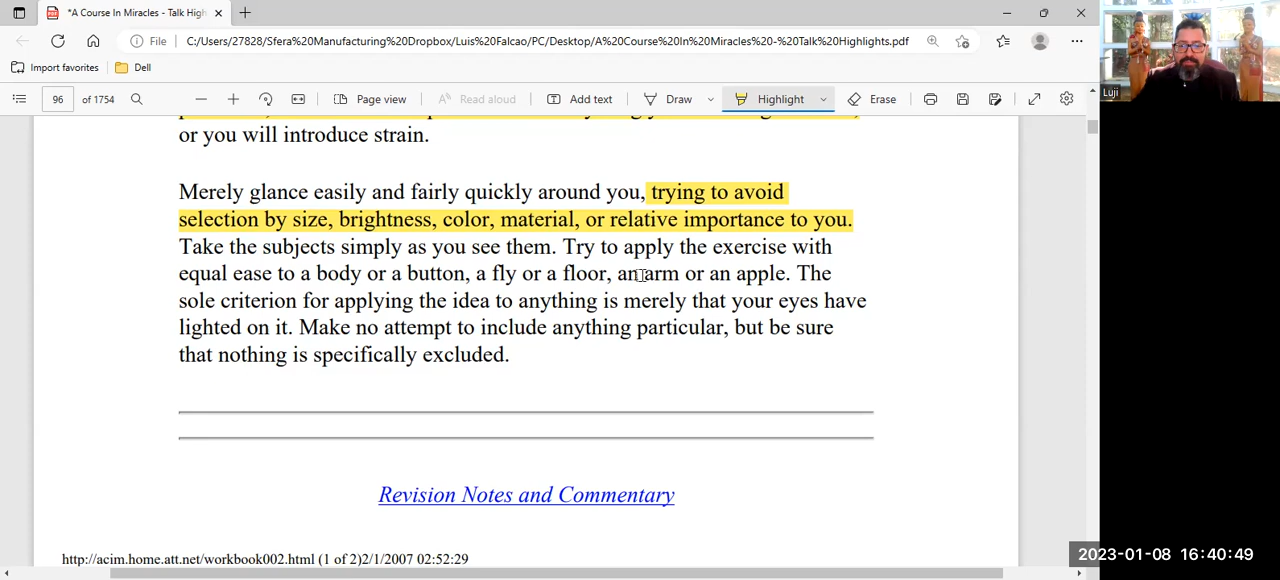 *A Course In Miracles - Talk High
File
C:/Users/27828/Sfera%20Manufacturing%20Dropbox/Luis%20Falcao/PC/Desktop/A%20Course%20In%20Miracles%20-%20Talk%20Highlights.pdf
Import favorites
Dell
96 of 1754
Page view
Read aloud
Add text
Draw
Highlight
Erase
Luji
or you will introduce strain.
Merely glance easily and fairly quickly around you, trying to avoid
selection by size, brightness, color, material, or relative importance to you.
Take the subjects simply as you see them. Try to apply the exercise with
equal ease to a body or a button, a fly or a floor, an arm or an apple. The
sole criterion for applying the idea to anything is merely that your eyes have
lighted on it. Make no attempt to include anything particular, but be sure
that nothing is specifically excluded.
Revision Notes and Commentary
http://acim.home.att.net/workbook002.html (1 of 2)2/1/2007 02:52:29
2023-01-08 16:40:49